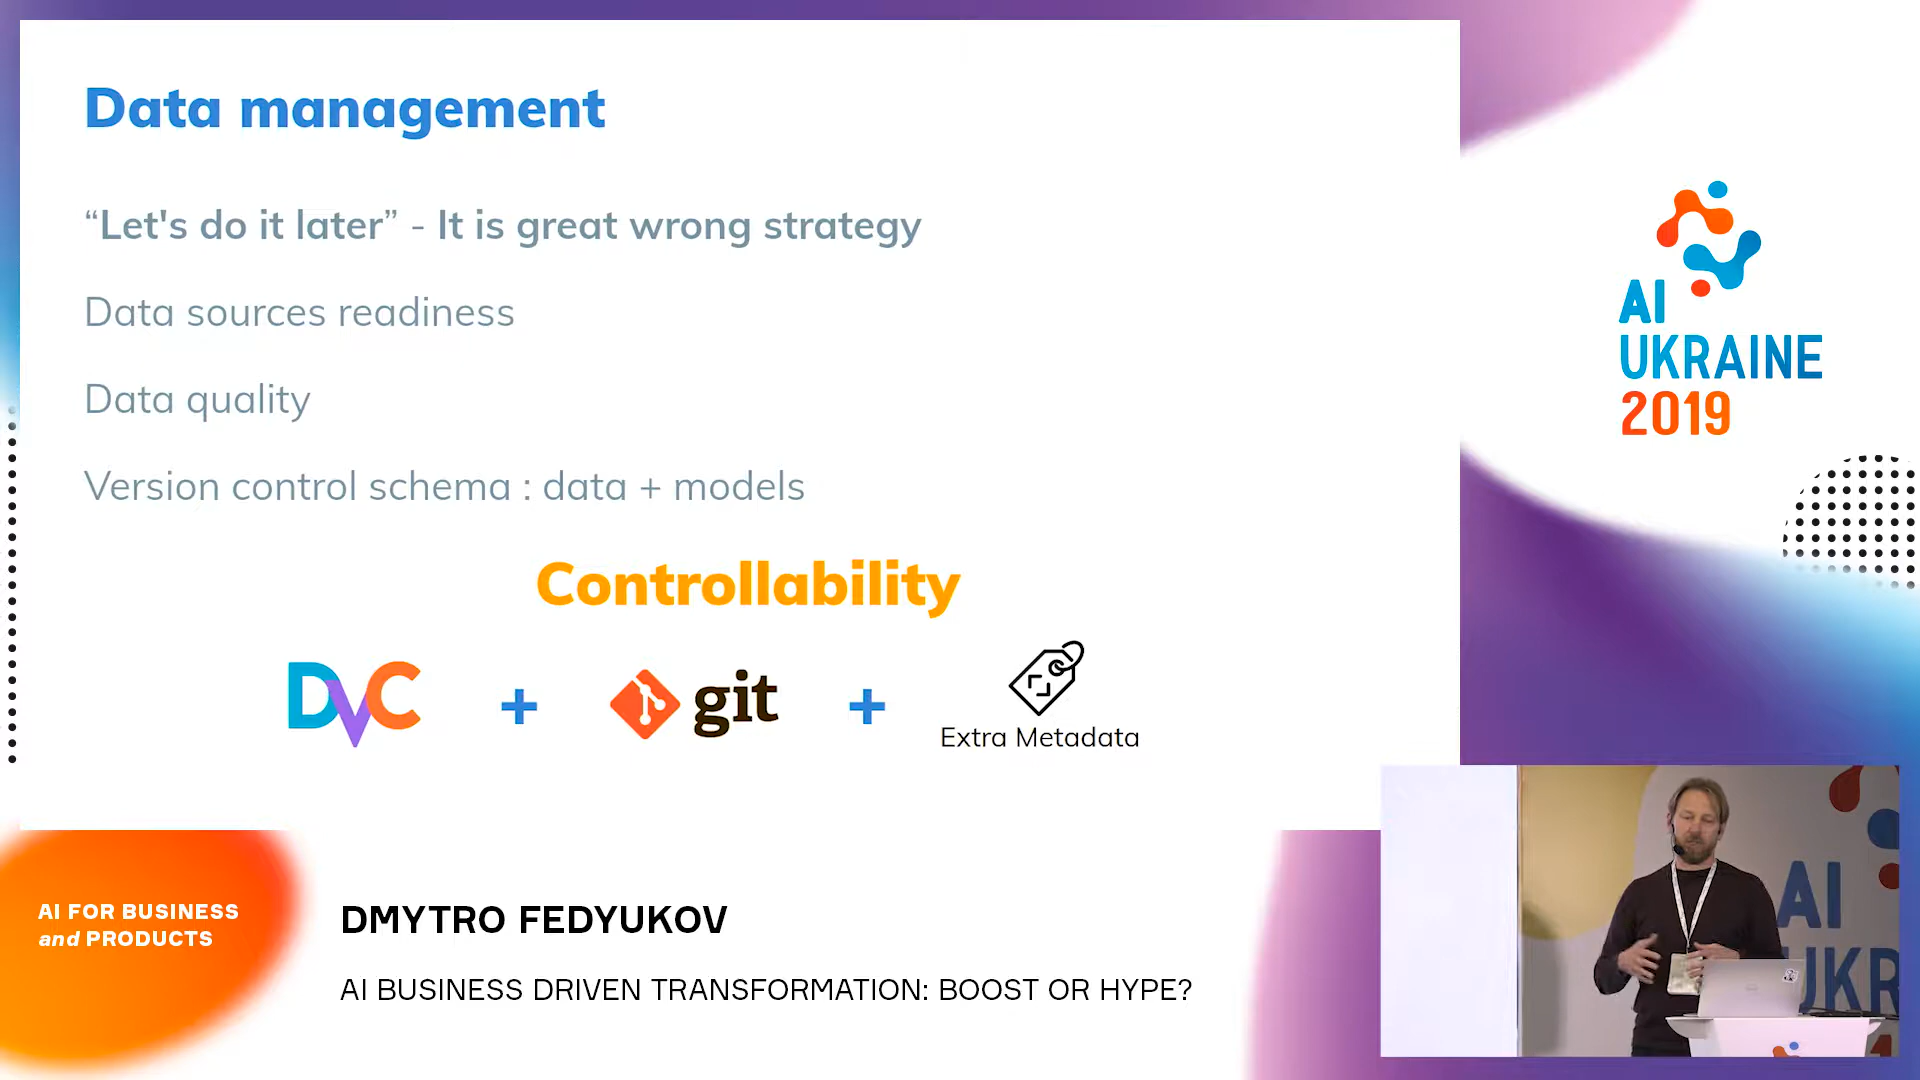 Data management
“Let's do it later” - It is great wrong strategy
Data sources readiness
Data quality
Version control schema : data + models
Controllability
DVC + git + Extra Metadata
AI
UKRAINE
2019
AI FOR BUSINESS
and PRODUCTS
DMYTRO FEDYUKOV
AI BUSINESS DRIVEN TRANSFORMATION: BOOST OR HYPE?
AI
UKR